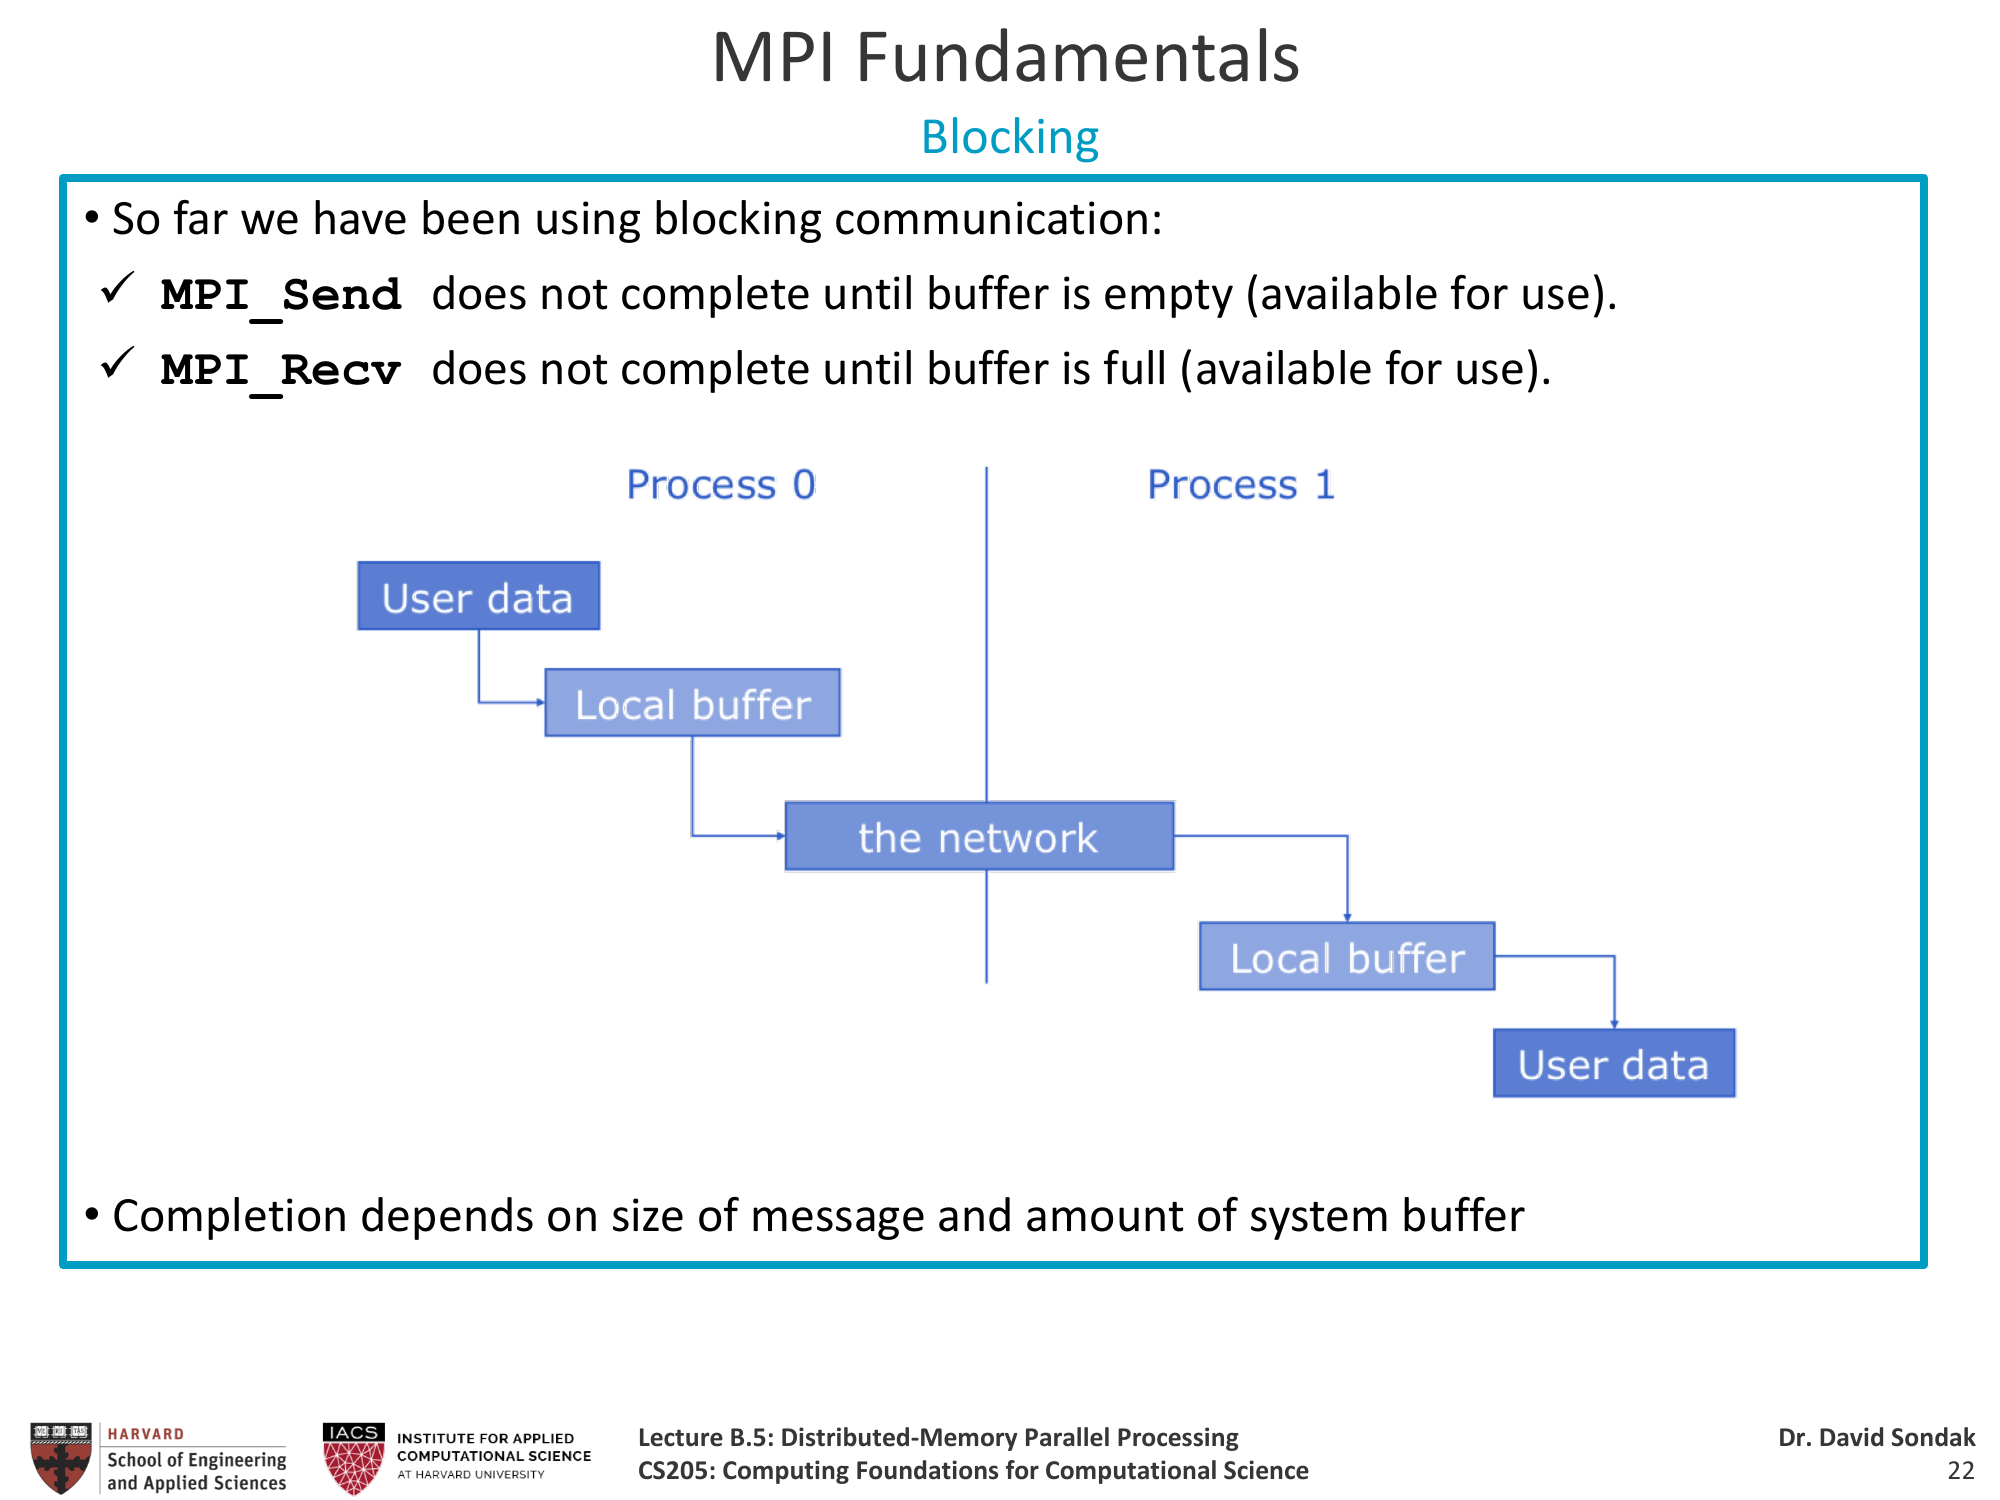 MPI Fundamentals
Blocking
• So far we have been using blocking communication:
✓ MPI_Send does not complete until buffer is empty (available for use).
✓ MPI_Recv does not complete until buffer is full (available for use).
Process 0
Process 1
User data
Local buffer
the network
Local buffer
User data
• Completion depends on size of message and amount of system buffer
HARVARD
School of Engineering
and Applied Sciences
IACS
INSTITUTE FOR APPLIED
COMPUTATIONAL SCIENCE
AT HARVARD UNIVERSITY
Lecture B.5: Distributed-Memory Parallel Processing
CS205: Computing Foundations for Computational Science
Dr. David Sondak
22